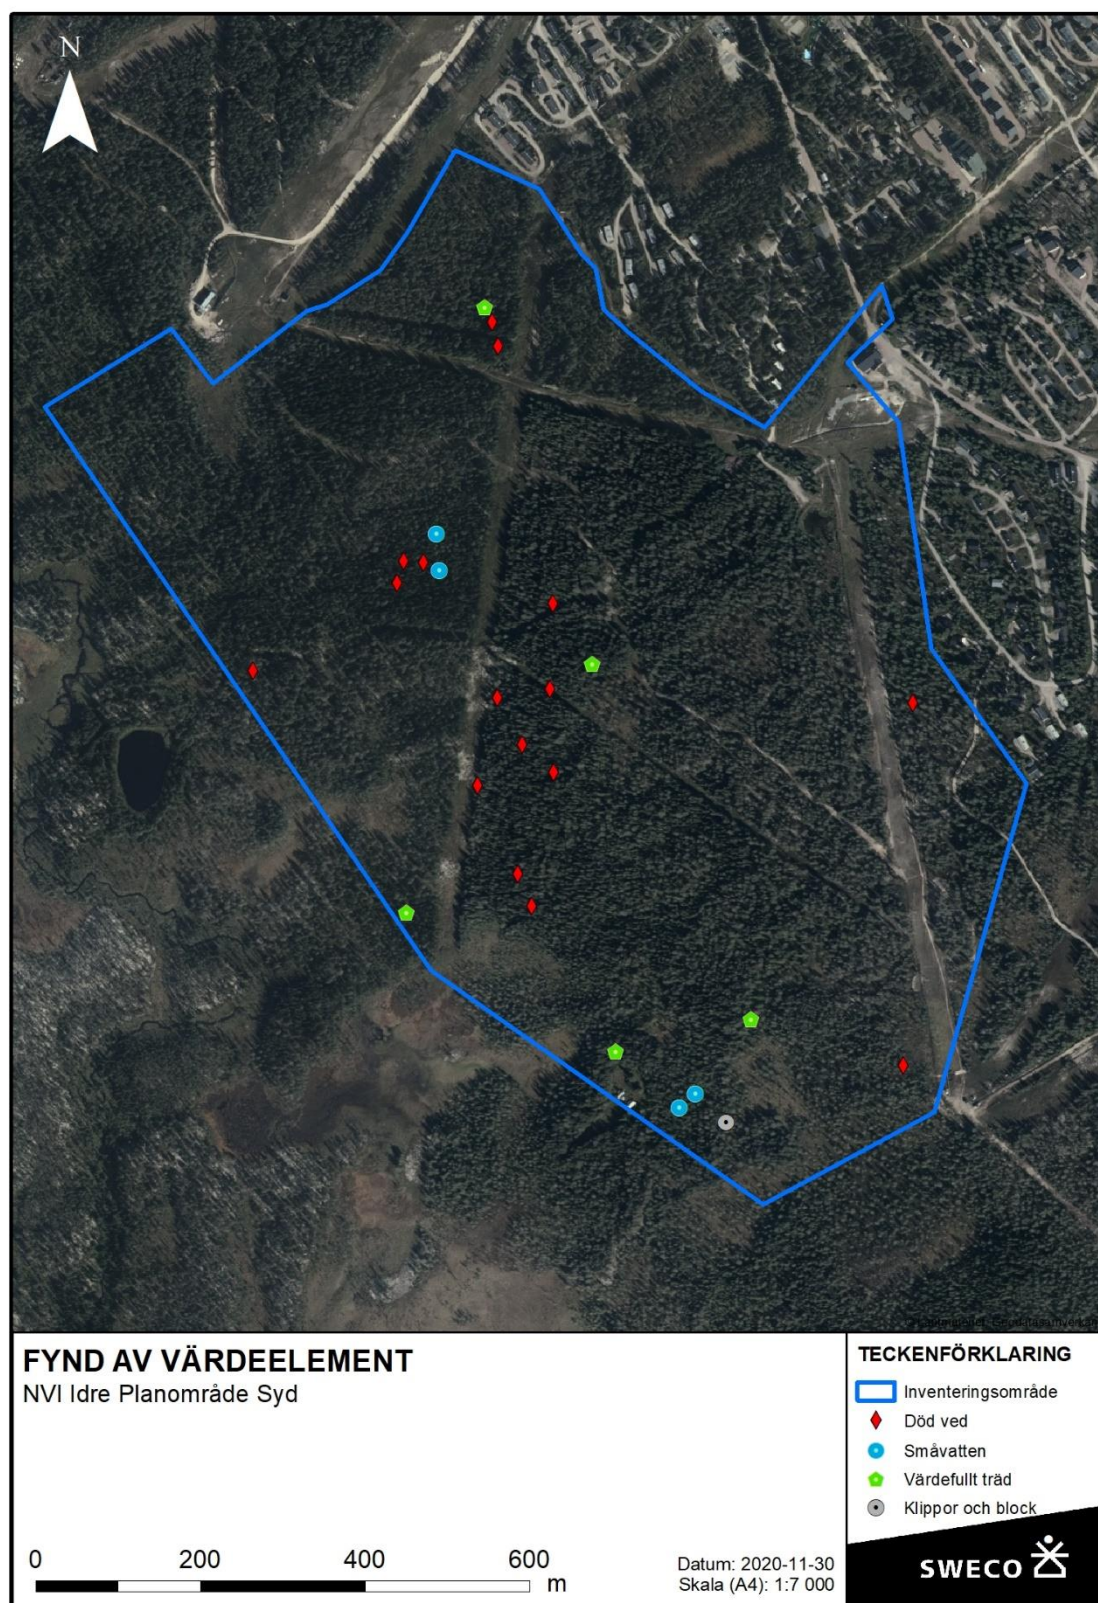 N
FYND AV VÄRDEELEMENT
NVI Idre Planområde Syd
0 200 400 600
m
Datum: 2020-11-30
Skala (A4): 1:7 000
TECKENFÖRKLARING
Inventeringsområde
Död ved
Småvatten
Värdefullt träd
Klippor och block
SWECO